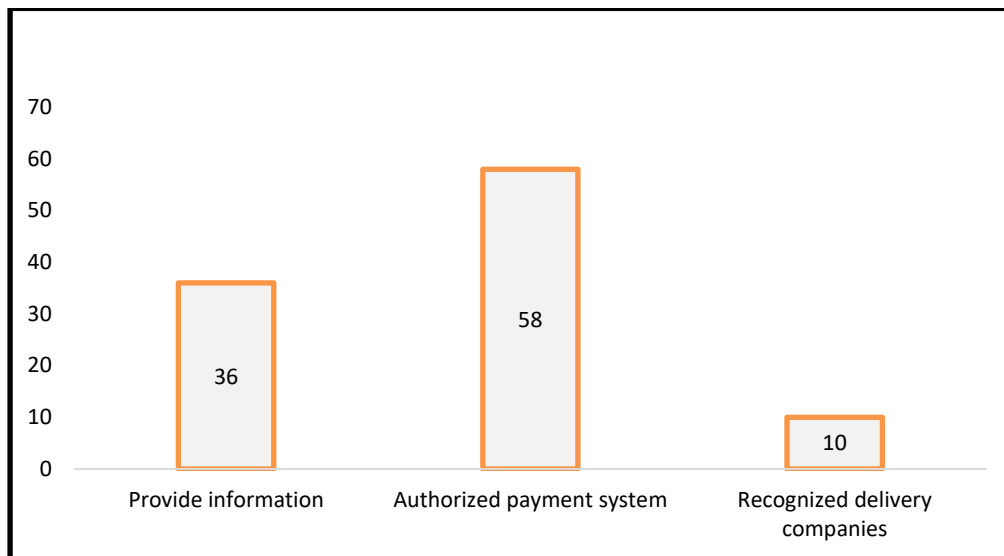 70
60
50
40
30
20
10
0
36
58
10
Provide information
Authorized payment system
Recognized delivery
companies